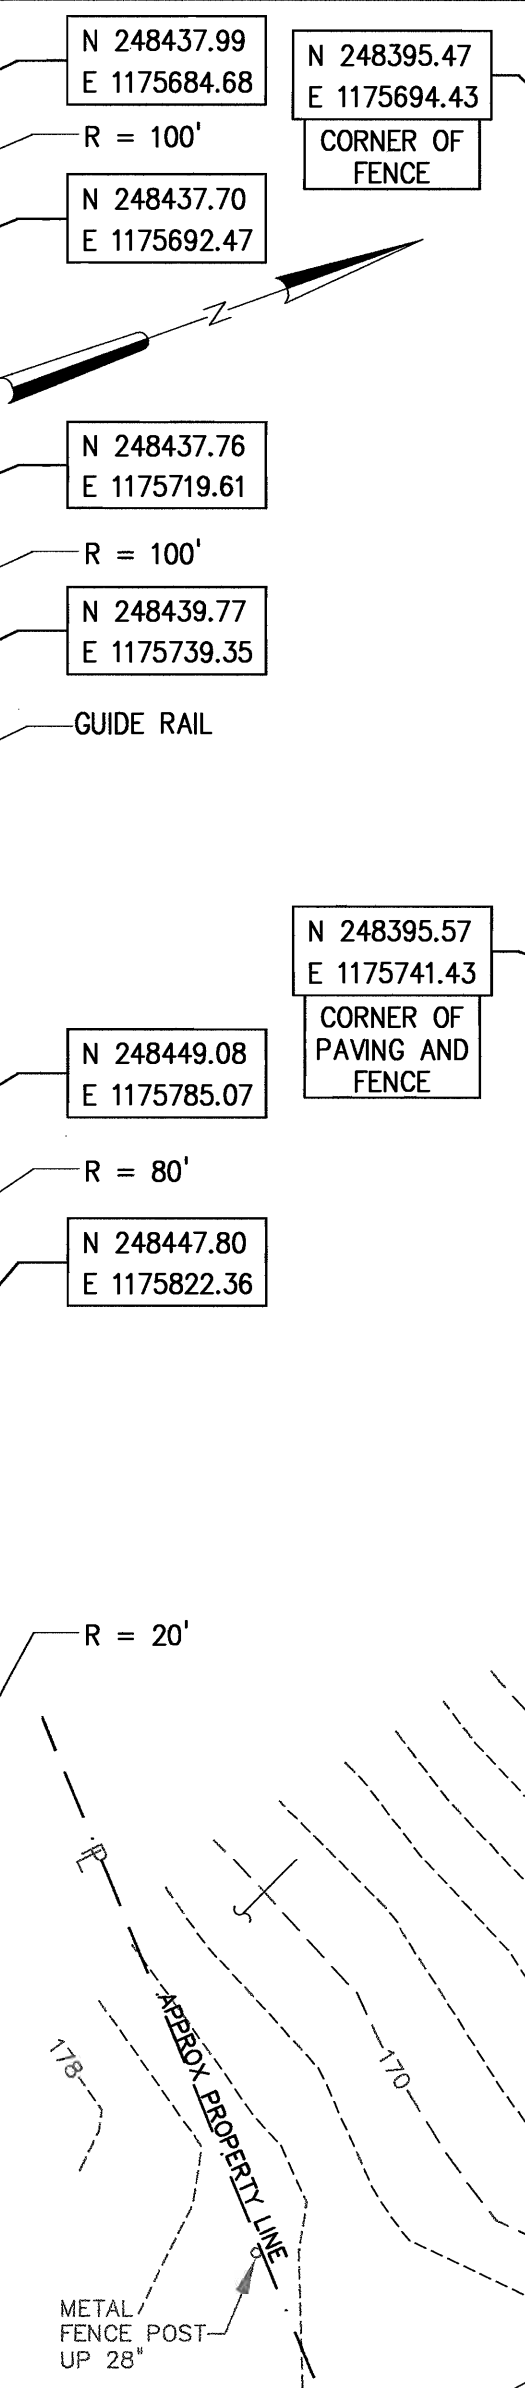 N 248437.99
E 1175684.68
N 248395.47
E 1175694.43
CORNER OF
FENCE
R = 100'
N 248437.70
E 1175692.47
N
N 248437.76
E 1175719.61
R = 100'
N 248439.77
E 1175739.35
GUIDE RAIL
N 248395.57
E 1175741.43
CORNER OF
PAVING AND
FENCE
N 248449.08
E 1175785.07
R = 80'
N 248447.80
E 1175822.36
R = 20'
PL
APPROX PROPERTY LINE
178
170
METAL
FENCE POST
UP 28"